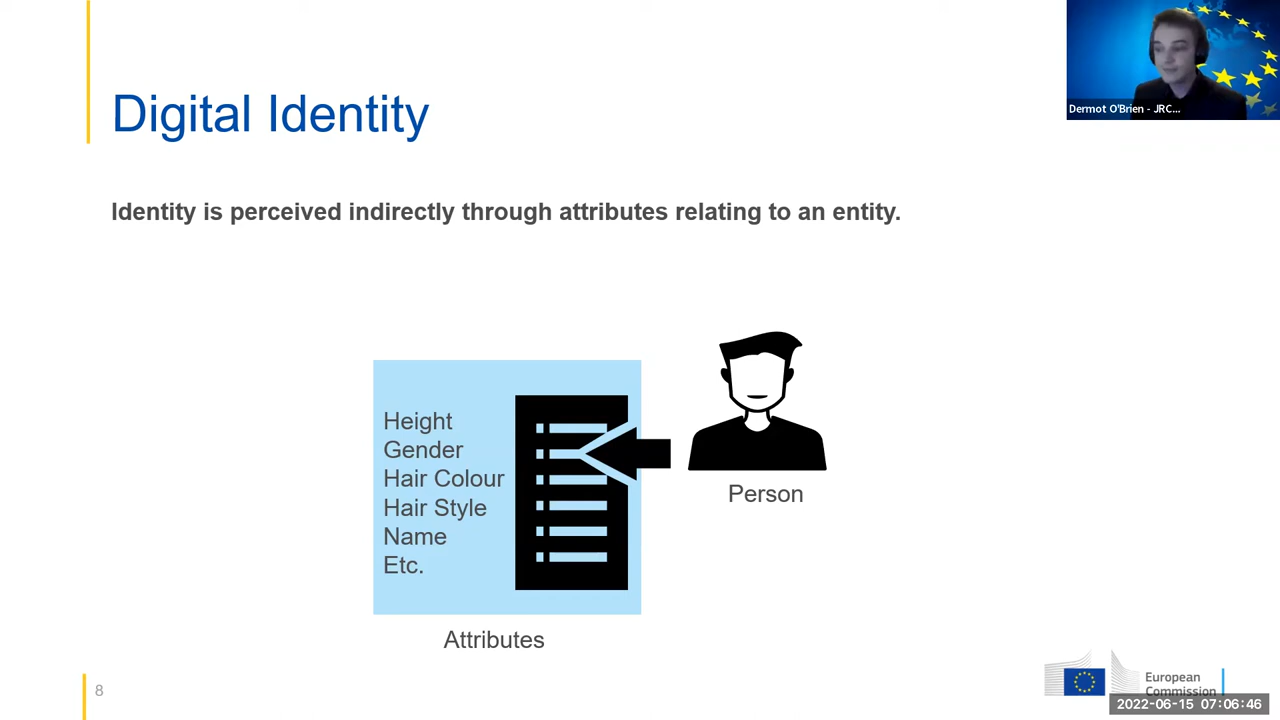 Dermot O'Brien - JRC...
Digital Identity
Identity is perceived indirectly through attributes relating to an entity.
Height
Gender
Hair Colour
Hair Style
Name
Etc.
Person
Attributes
8
European
Commission
2022-06-15 07:06:46